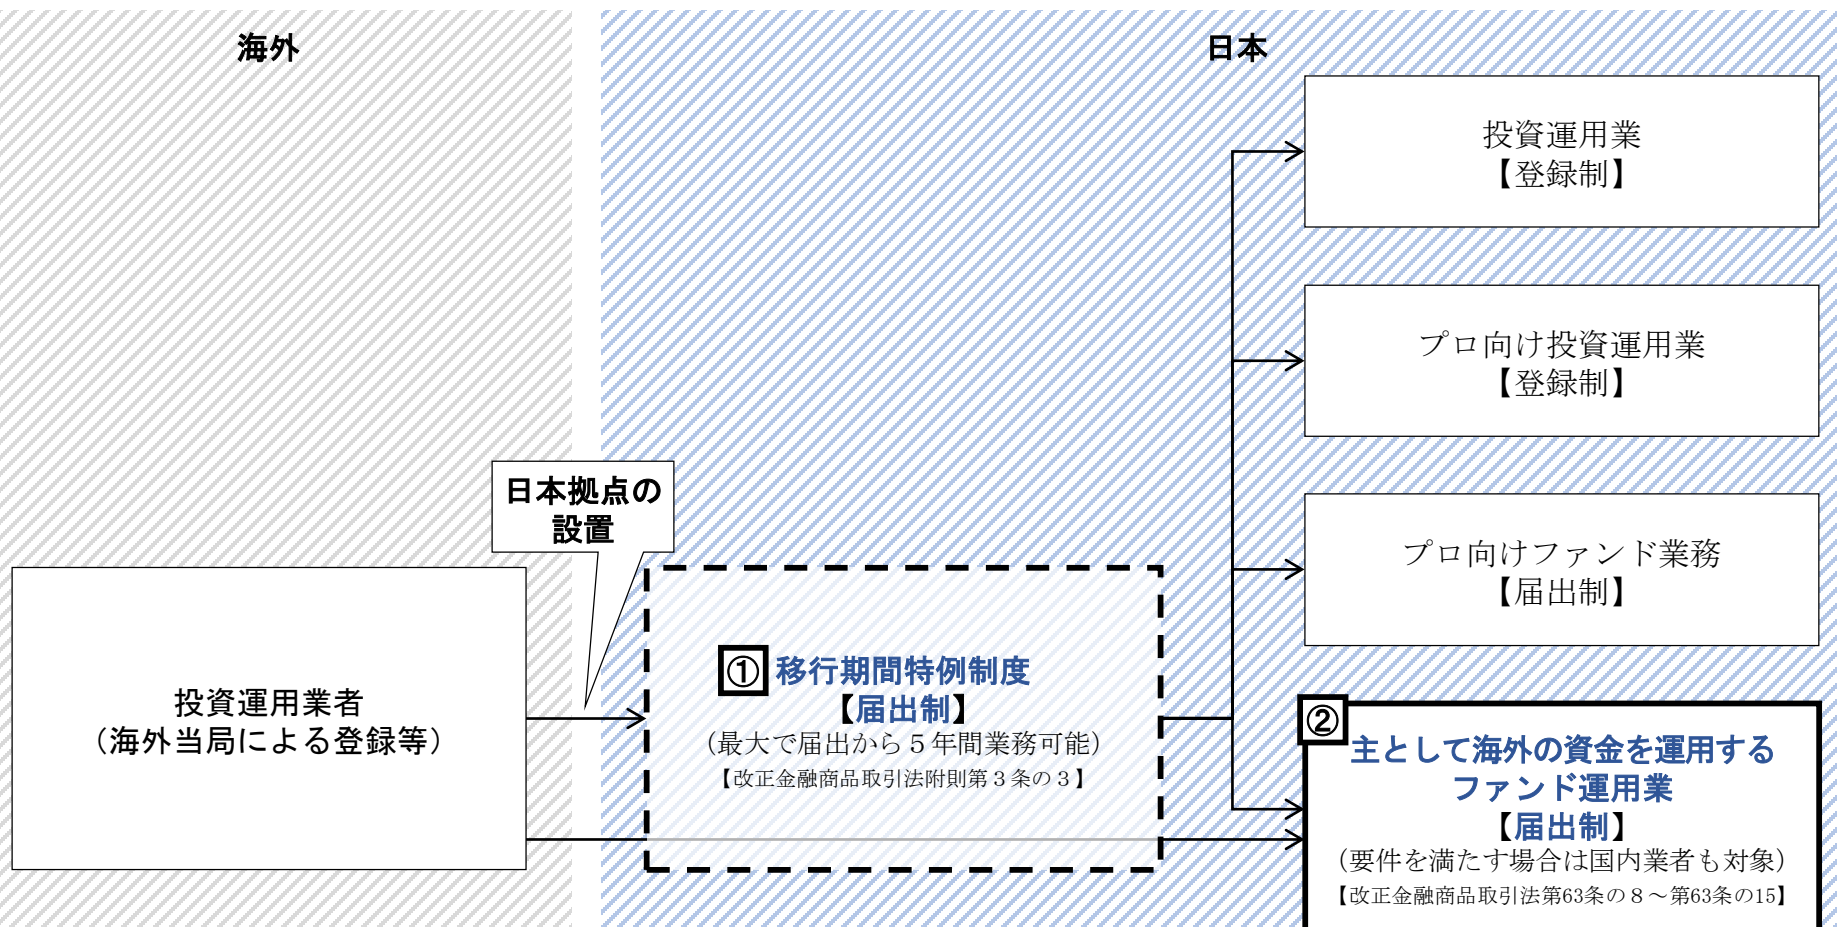 海外
日本
投資運用業
【登録制】
プロ向け投資運用業
【登録制】
日本拠点の
設置
プロ向けファンド業務
【届出制】
投資運用業者
（海外当局による登録等）
① 移行期間特例制度
【届出制】
（最大で届出から５年間業務可能）
【改正金融商品取引法附則第３条の３】
②
主として海外の資金を運用する
ファンド運用業
【届出制】
（要件を満たす場合は国内業者も対象）
【改正金融商品取引法第63条の８～第63条の15】